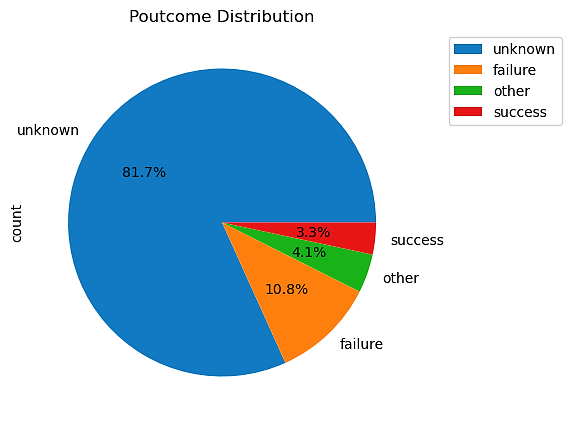 Poutcome Distribution
unknown
failure
other
success
unknown
81.7%
count
3.3%
success
4.1%
other
10.8%
failure